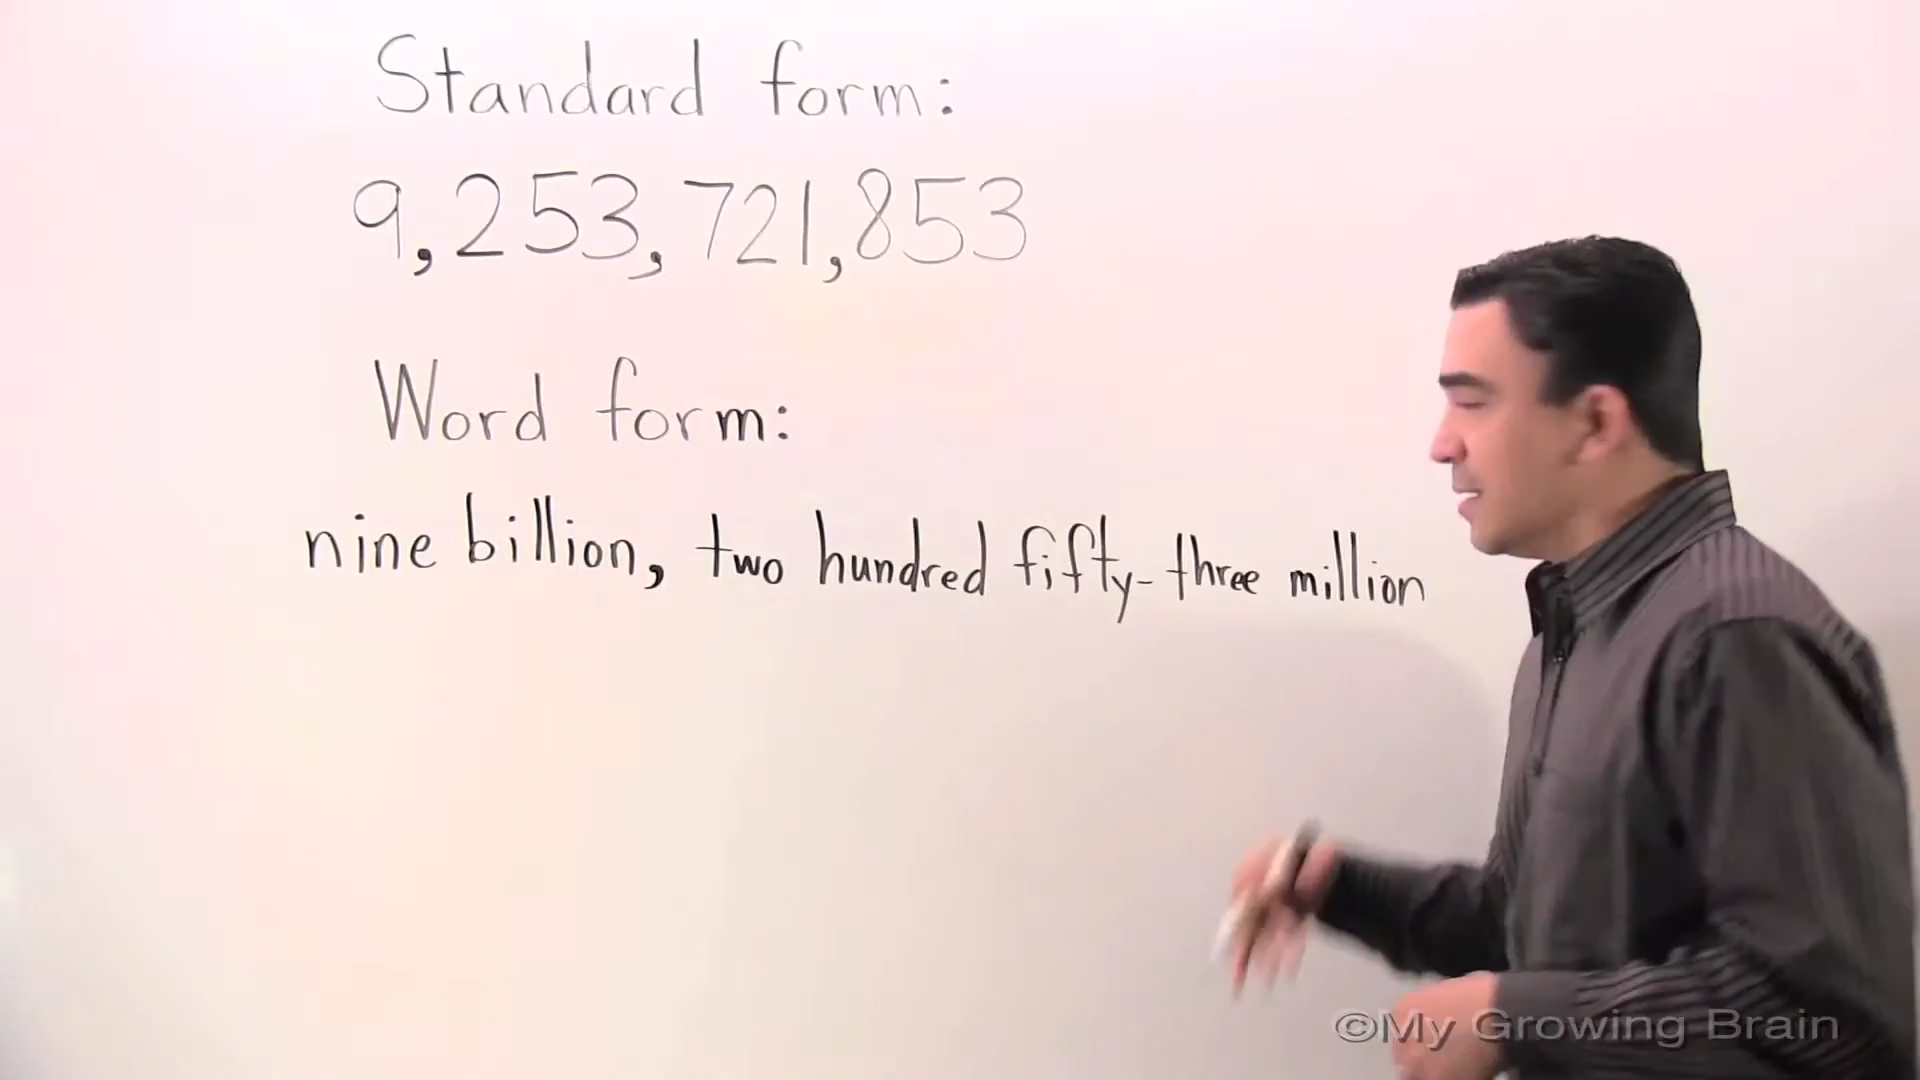 Standard form:
9,253,721,853
Word form:
nine billion, two hundred fifty-three million
©My Growing Brain